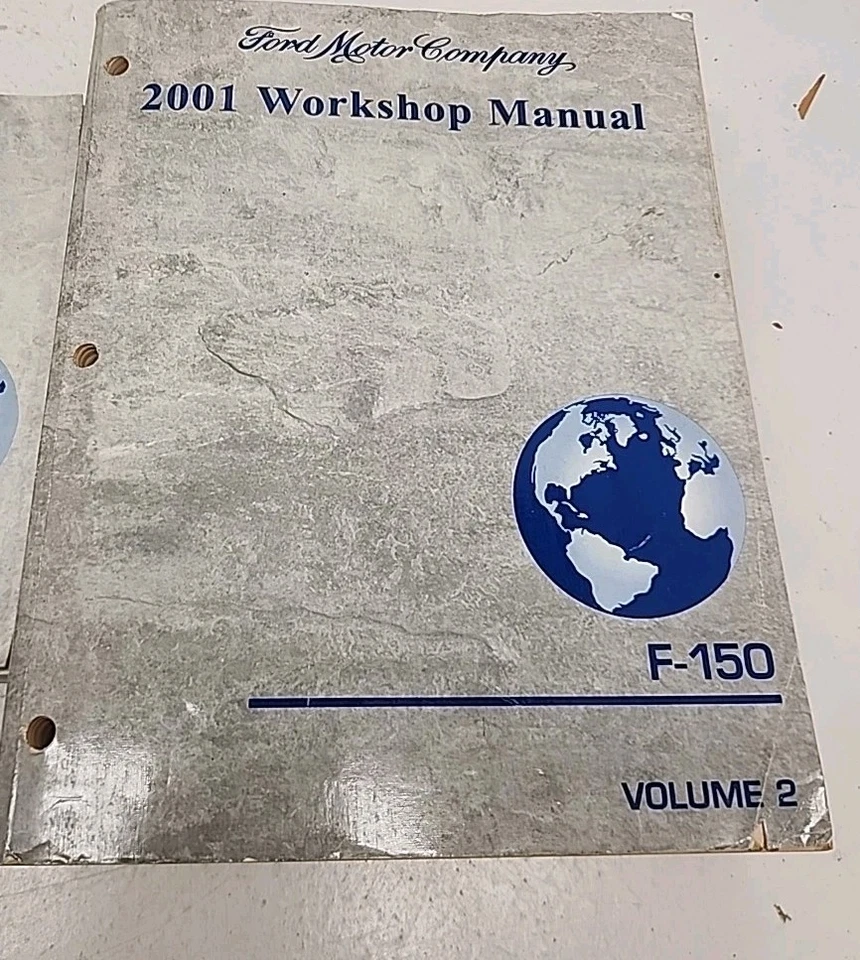 Ford Motor Company
2001 Workshop Manual
F-150
VOLUME 2